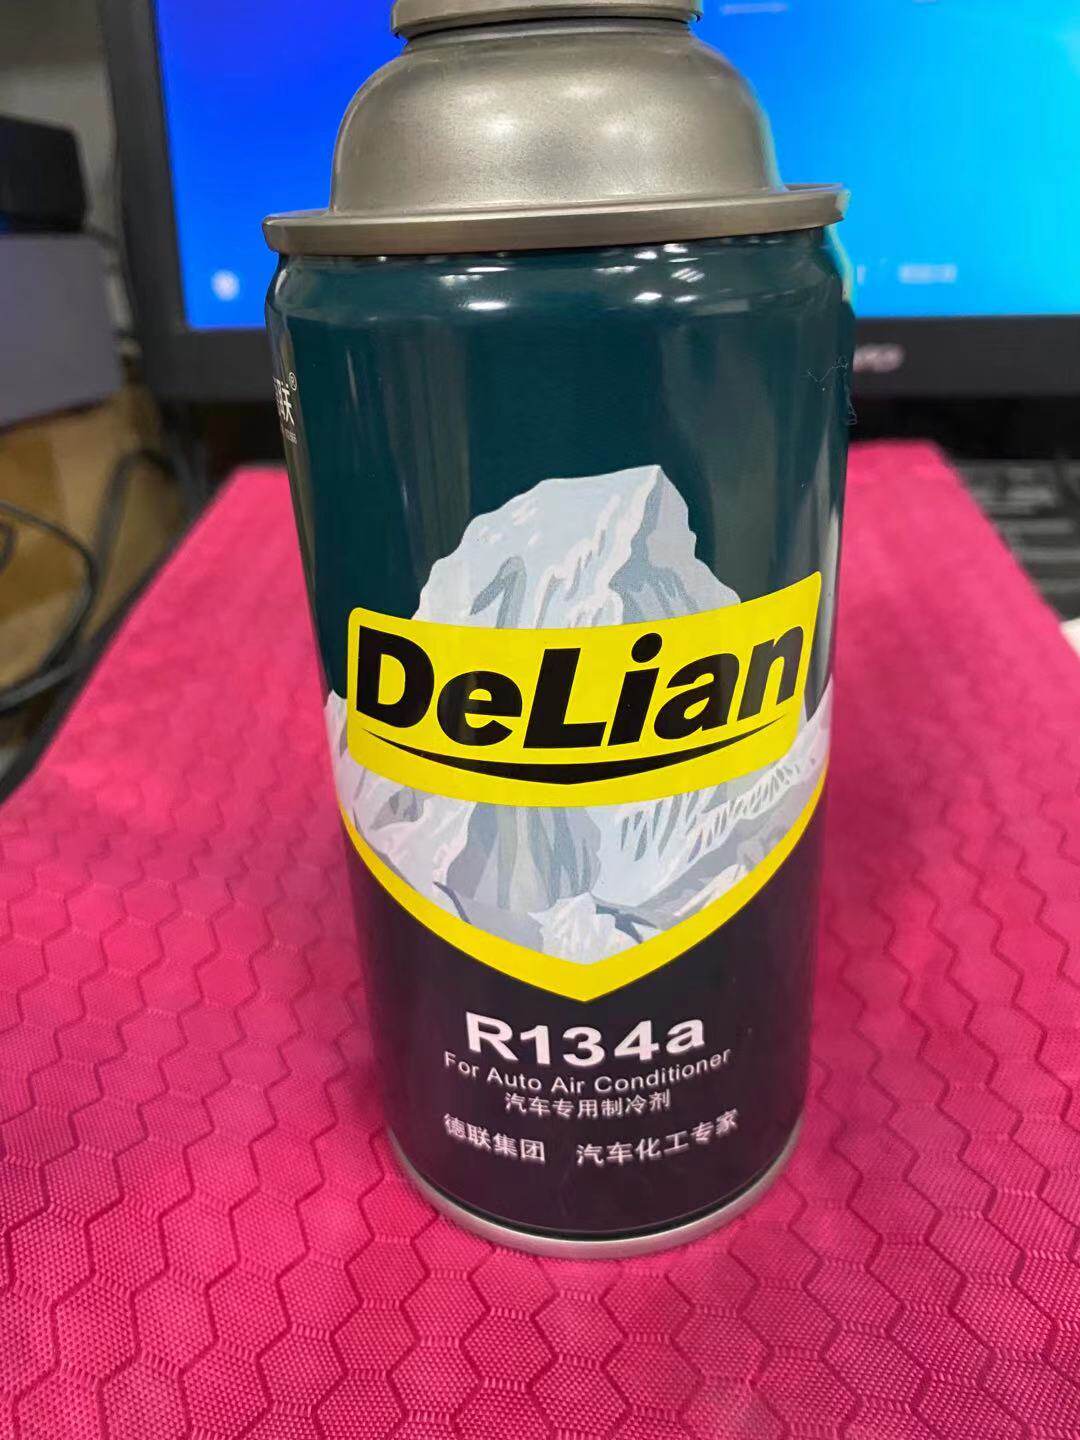 联®
DeLian
R134a
For Auto Air Conditioner
汽车专用制冷剂
德联集团 汽车化工专家